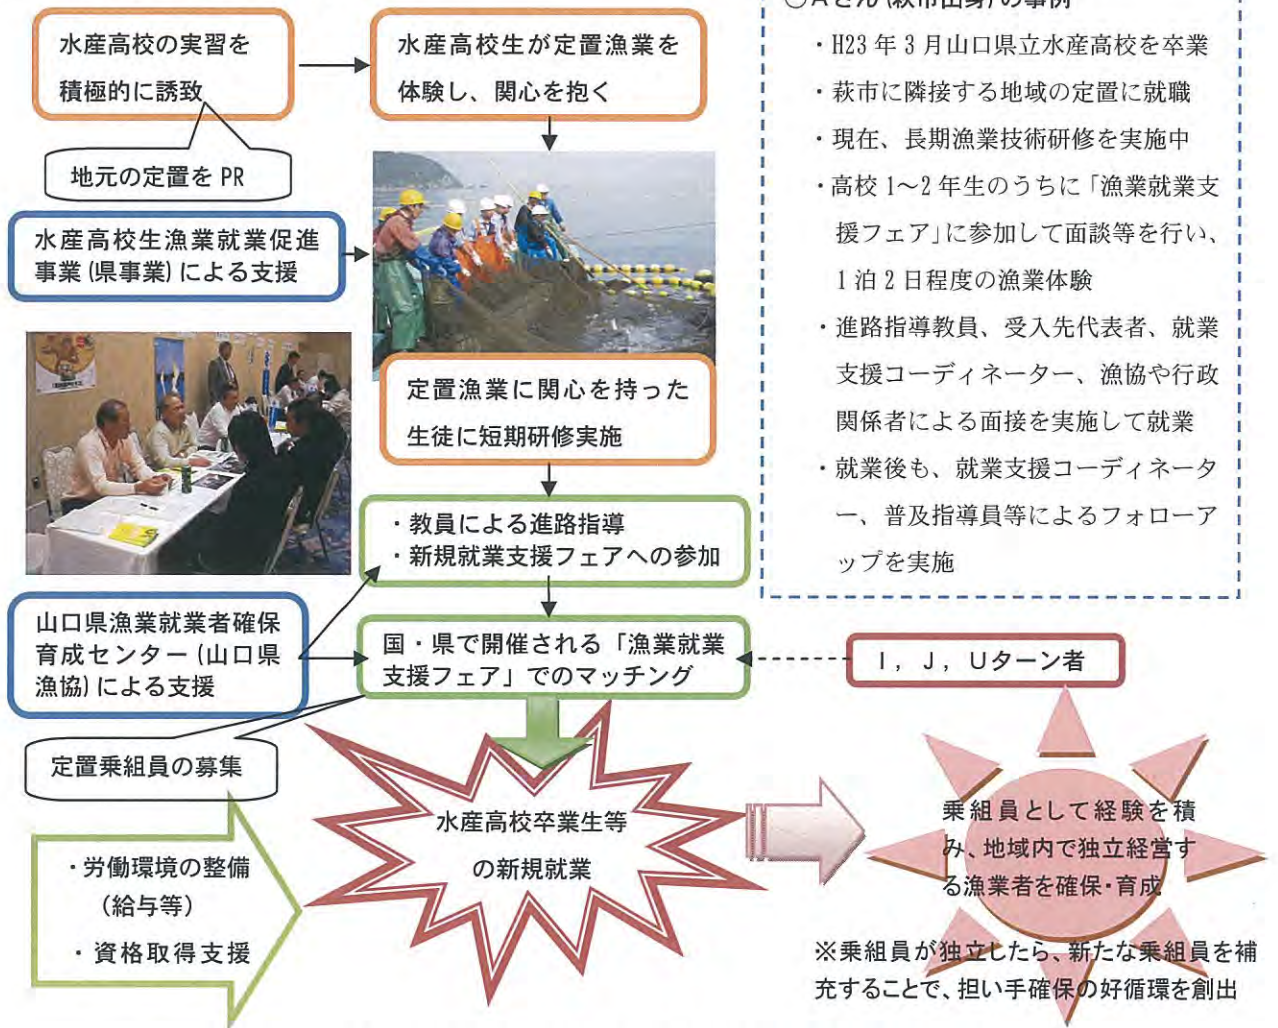 水産高校の実習を
積極的に誘致
地元の定置を PR
水産高校生が定置漁業を
体験し、関心を抱く
水産高校生漁業就業促進
事業(県事業)による支援
定置漁業に関心を持った
生徒に短期研修実施
・教員による進路指導
・新規就業支援フェアへの参加
山口県漁業就業者確保
育成センター(山口県
漁協)による支援
国・県で開催される「漁業就業
支援フェア」でのマッチング
I，J，Uターン者
定置乗組員の募集
・労働環境の整備
（給与等）
・資格取得支援
水産高校卒業生等
の新規就業
乗組員として経験を積
み、地域内で独立経営す
る漁業者を確保・育成
※乗組員が独立したら、新たな乗組員を補
充することで、担い手確保の好循環を創出
○Aさん(萩市出身)の事例
・H23 年 3 月山口県立水産高校を卒業
・萩市に隣接する地域の定置に就職
・現在、長期漁業技術研修を実施中
・高校 1～2 年生のうちに「漁業就業支
援フェア」に参加して面談等を行い、
1 泊 2 日程度の漁業体験
・進路指導教員、受入先代表者、就業
支援コーディネーター、漁協や行政
関係者による面接を実施して就業
・就業後も、就業支援コーディネータ
ー、普及指導員等によるフォローア
ップを実施